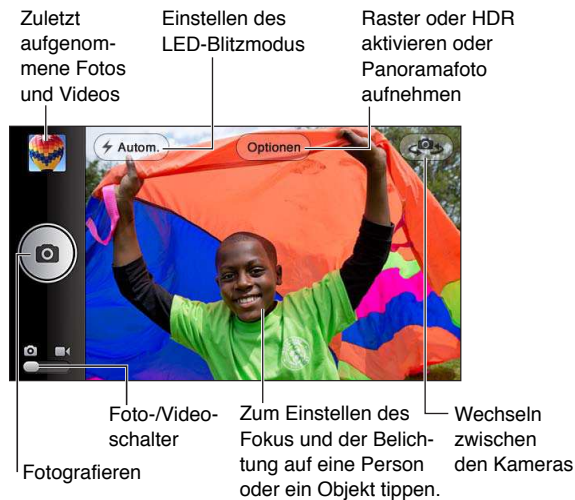 Zuletzt
aufgenom-
mene Fotos
und Videos
Einstellen des
LED-Blitzmodus
Raster oder HDR
aktivieren oder
Panoramafoto
aufnehmen
Autom.
Optionen
Foto-/Video-
schalter
Fotografieren
Zum Einstellen des
Fokus und der Belich-
tung auf eine Person
oder ein Objekt tippen.
Wechseln
zwischen
den Kameras